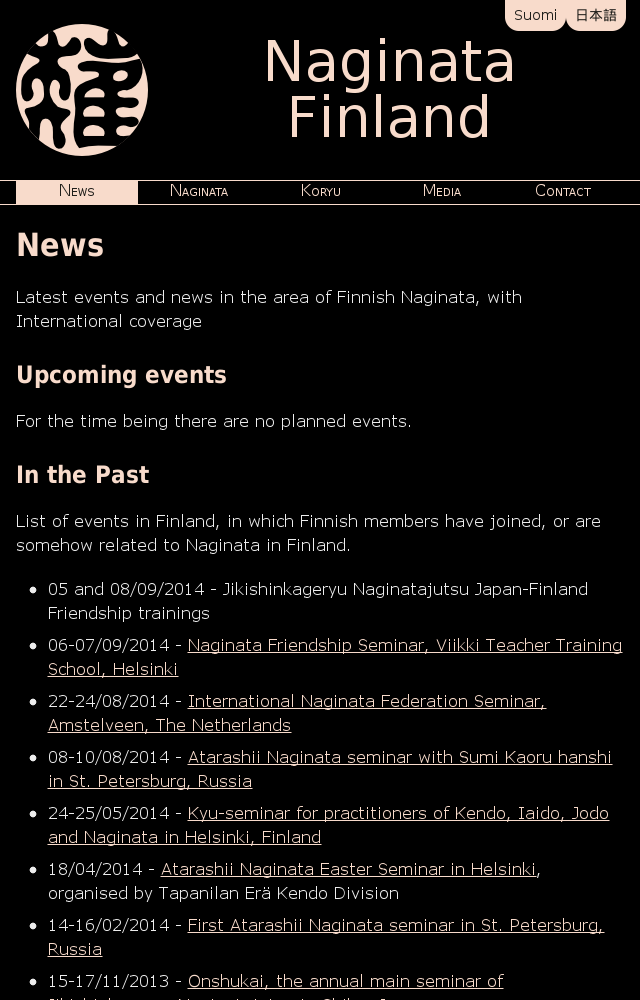 Suomi
日本語
Naginata
Finland
News
Naginata
Koryu
Media
Contact
News
Latest events and news in the area of Finnish Naginata, with
International coverage
Upcoming events
For the time being there are no planned events.
In the Past
List of events in Finland, in which Finnish members have joined, or are
somehow related to Naginata in Finland.
• 05 and 08/09/2014 - Jikishinkageryu Naginatajutsu Japan-Finland
Friendship trainings
• 06-07/09/2014 - Naginata Friendship Seminar, Viikki Teacher Training
School, Helsinki
• 22-24/08/2014 - International Naginata Federation Seminar,
Amstelveen, The Netherlands
• 08-10/08/2014 - Atarashii Naginata seminar with Sumi Kaoru hanshi
in St. Petersburg, Russia
• 24-25/05/2014 - Kyu-seminar for practitioners of Kendo, Iaido, Jodo
and Naginata in Helsinki, Finland
• 18/04/2014 - Atarashii Naginata Easter Seminar in Helsinki,
organised by Tapanilan Erä Kendo Division
• 14-16/02/2014 - First Atarashii Naginata seminar in St. Petersburg,
Russia
• 15-17/11/2013 - Onshukai, the annual main seminar of